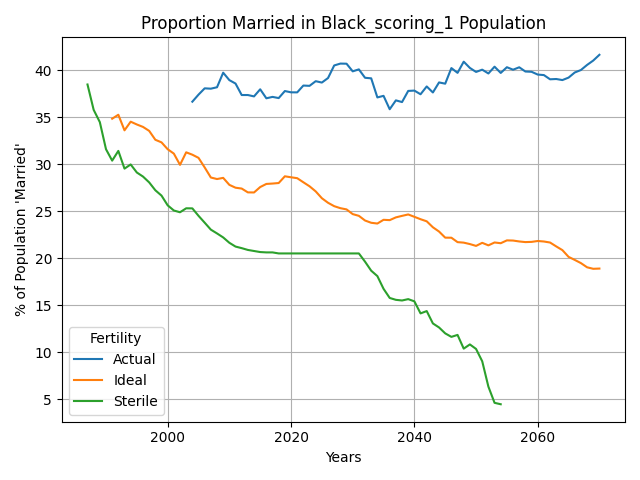 Proportion Married in Black_scoring_1 Population
% of Population 'Married'
40
35
30
25
20
15
10
5
Fertility
Actual
Ideal
Sterile
2000
2020
2040
2060
Years